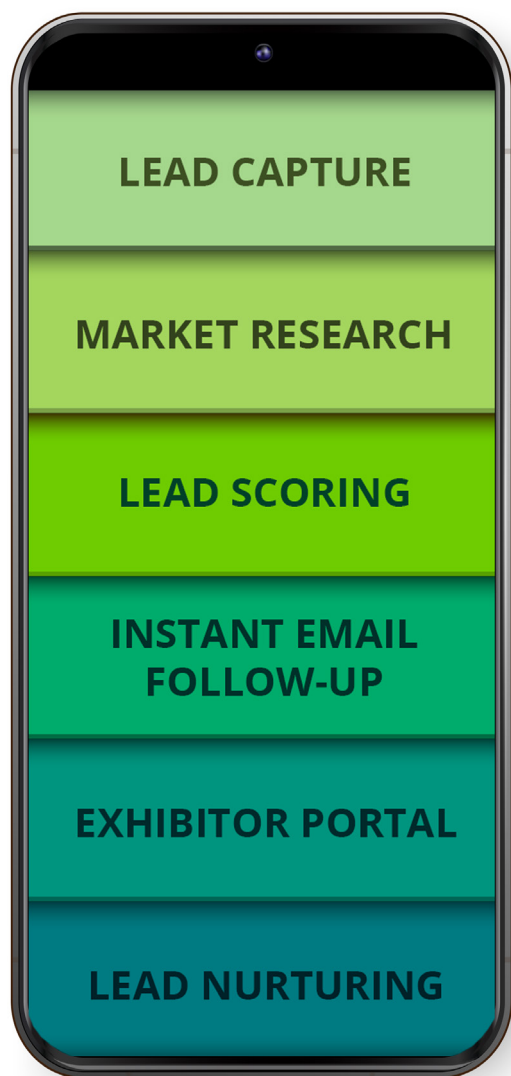 LEAD CAPTURE
MARKET RESEARCH
LEAD SCORING
INSTANT EMAIL
FOLLOW-UP
EXHIBITOR PORTAL
LEAD NURTURING